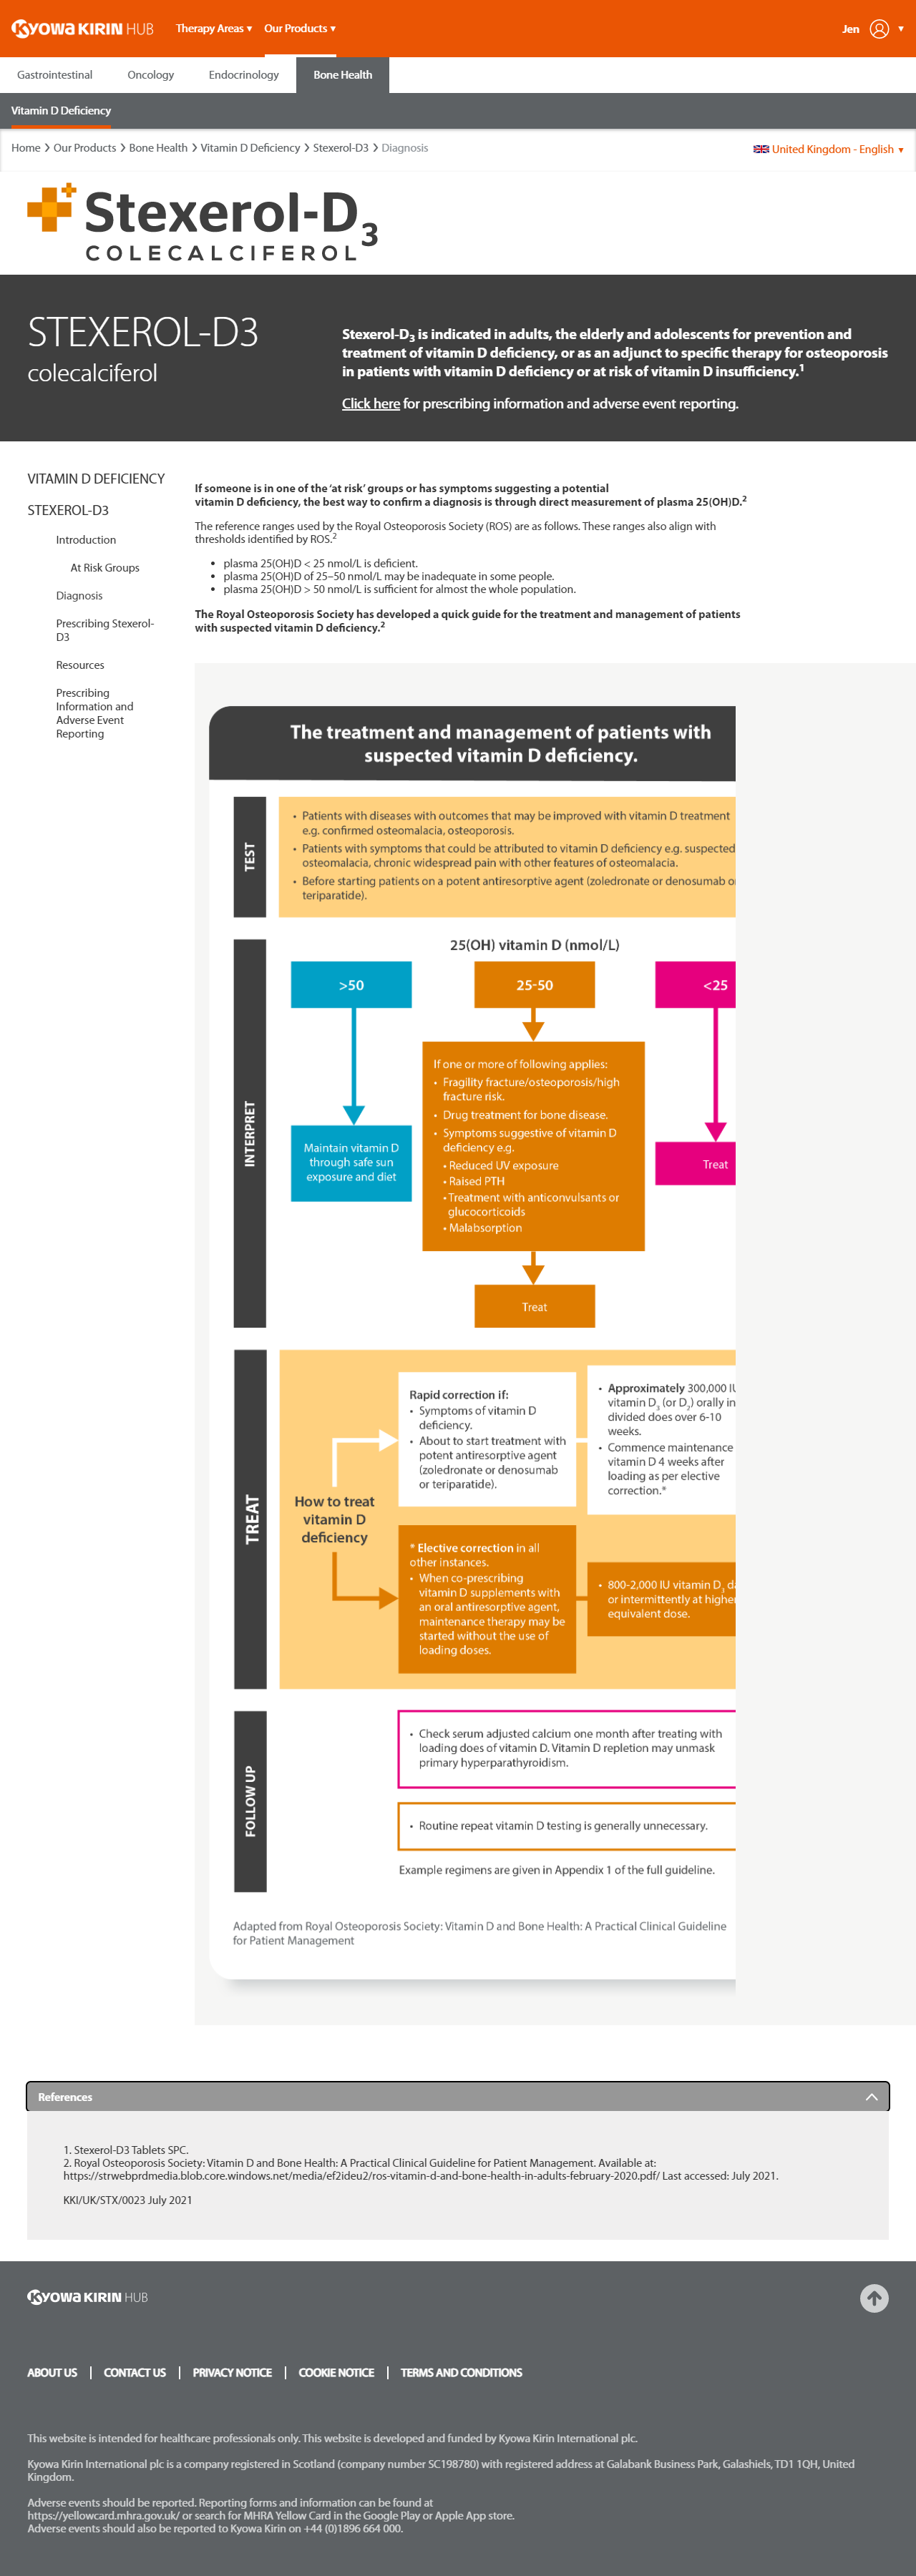 KYOWA KIRIN HUB
Therapy Areas ▾ Our Products ▾
Jen
Gastrointestinal Oncology Endocrinology Bone Health
Vitamin D Deficiency
Home > Our Products > Bone Health > Vitamin D Deficiency > Stexerol-D3 > Diagnosis
United Kingdom - English ▾
Stexerol-D3
COLECALCIFEROL
STEXEROL-D3
colecalciferol
Stexerol-D3 is indicated in adults, the elderly and adolescents for prevention and
treatment of vitamin D deficiency, or as an adjunct to specific therapy for osteoporosis
in patients with vitamin D deficiency or at risk of vitamin D insufficiency.1
Click here for prescribing information and adverse event reporting.
VITAMIN D DEFICIENCY
STEXEROL-D3
Introduction
At Risk Groups
Diagnosis
Prescribing Stexerol-
D3
Resources
Prescribing
Information and
Adverse Event
Reporting
If someone is in one of the ‘at risk’ groups or has symptoms suggesting a potential
vitamin D deficiency, the best way to confirm a diagnosis is through direct measurement of plasma 25(OH)D.2
The reference ranges used by the Royal Osteoporosis Society (ROS) are as follows. These ranges also align with
thresholds identified by ROS.2
• plasma 25(OH)D < 25 nmol/L is deficient.
• plasma 25(OH)D of 25–50 nmol/L may be inadequate in some people.
• plasma 25(OH)D > 50 nmol/L is sufficient for almost the whole population.
The Royal Osteoporosis Society has developed a quick guide for the treatment and management of patients
with suspected vitamin D deficiency.2
The treatment and management of patients with
suspected vitamin D deficiency.
TEST
• Patients with diseases with outcomes that may be improved with vitamin D treatment
e.g. confirmed osteomalacia, osteoporosis.
• Patients with symptoms that could be attributed to vitamin D deficiency e.g. suspected
osteomalacia, chronic widespread pain with other features of osteomalacia.
• Before starting patients on a potent antiresorptive agent (zoledronate or denosumab o
teriparatide).
INTERPRET
25(OH) vitamin D (nmol/L)
>50
25-50
<25
Maintain vitamin D
through safe sun
exposure and diet
If one or more of following applies:
• Fragility fracture/osteoporosis/high
fracture risk.
• Drug treatment for bone disease.
• Symptoms suggestive of vitamin D
deficiency e.g.
• Reduced UV exposure
• Raised PTH
• Treatment with anticonvulsants or
glucocorticoids
• Malabsorption
Treat
Treat
TREAT
How to treat
vitamin D
deficiency
Rapid correction if:
• Symptoms of vitamin D
deficiency.
• About to start treatment with
potent antiresorptive agent
(zoledronate or denosumab
or teriparatide).
• Approximately 300,000 IU
vitamin D3 (or D2) orally in
divided does over 6-10
weeks.
• Commence maintenance
vitamin D 4 weeks after
loading as per elective
correction.*
* Elective correction in all
other instances.
• When co-prescribing
vitamin D supplements with
an oral antiresorptive agent,
maintenance therapy may be
started without the use of
loading doses.
• 800-2,000 IU vitamin D3 da
or intermittently at higher
equivalent dose.
FOLLOW UP
• Check serum adjusted calcium one month after treating with
loading does of vitamin D. Vitamin D repletion may unmask
primary hyperparathyroidism.
• Routine repeat vitamin D testing is generally unnecessary.
Example regimens are given in Appendix 1 of the full guideline.
Adapted from Royal Osteoporosis Society: Vitamin D and Bone Health: A Practical Clinical Guideline
for Patient Management
References
1. Stexerol-D3 Tablets SPC.
2. Royal Osteoporosis Society: Vitamin D and Bone Health: A Practical Clinical Guideline for Patient Management. Available at:
https://strwebprdmedia.blob.core.windows.net/media/ef2ideu2/ros-vitamin-d-and-bone-health-in-adults-february-2020.pdf/ Last accessed: July 2021.
KKI/UK/STX/0023 July 2021
KYOWA KIRIN HUB
ABOUT US | CONTACT US | PRIVACY NOTICE | COOKIE NOTICE | TERMS AND CONDITIONS
This website is intended for healthcare professionals only. This website is developed and funded by Kyowa Kirin International plc.
Kyowa Kirin International plc is a company registered in Scotland (company number SC198780) with registered address at Galabank Business Park, Galashiels, TD1 1QH, United
Kingdom.
Adverse events should be reported. Reporting forms and information can be found at
https://yellowcard.mhra.gov.uk/ or search for MHRA Yellow Card in the Google Play or Apple App store.
Adverse events should also be reported to Kyowa Kirin on +44 (0)1896 664 000.